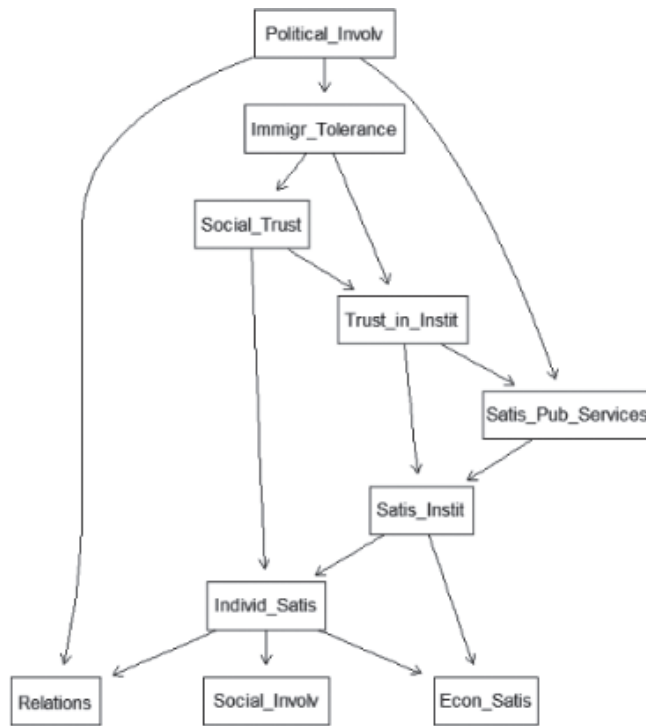 Political_Involv
Immigr_Tolerance
Social_Trust
Trust_in_Instit
Satis_Pub_Services
Satis_Instit
Individ_Satis
Relations
Social_Involv
Econ_Satis